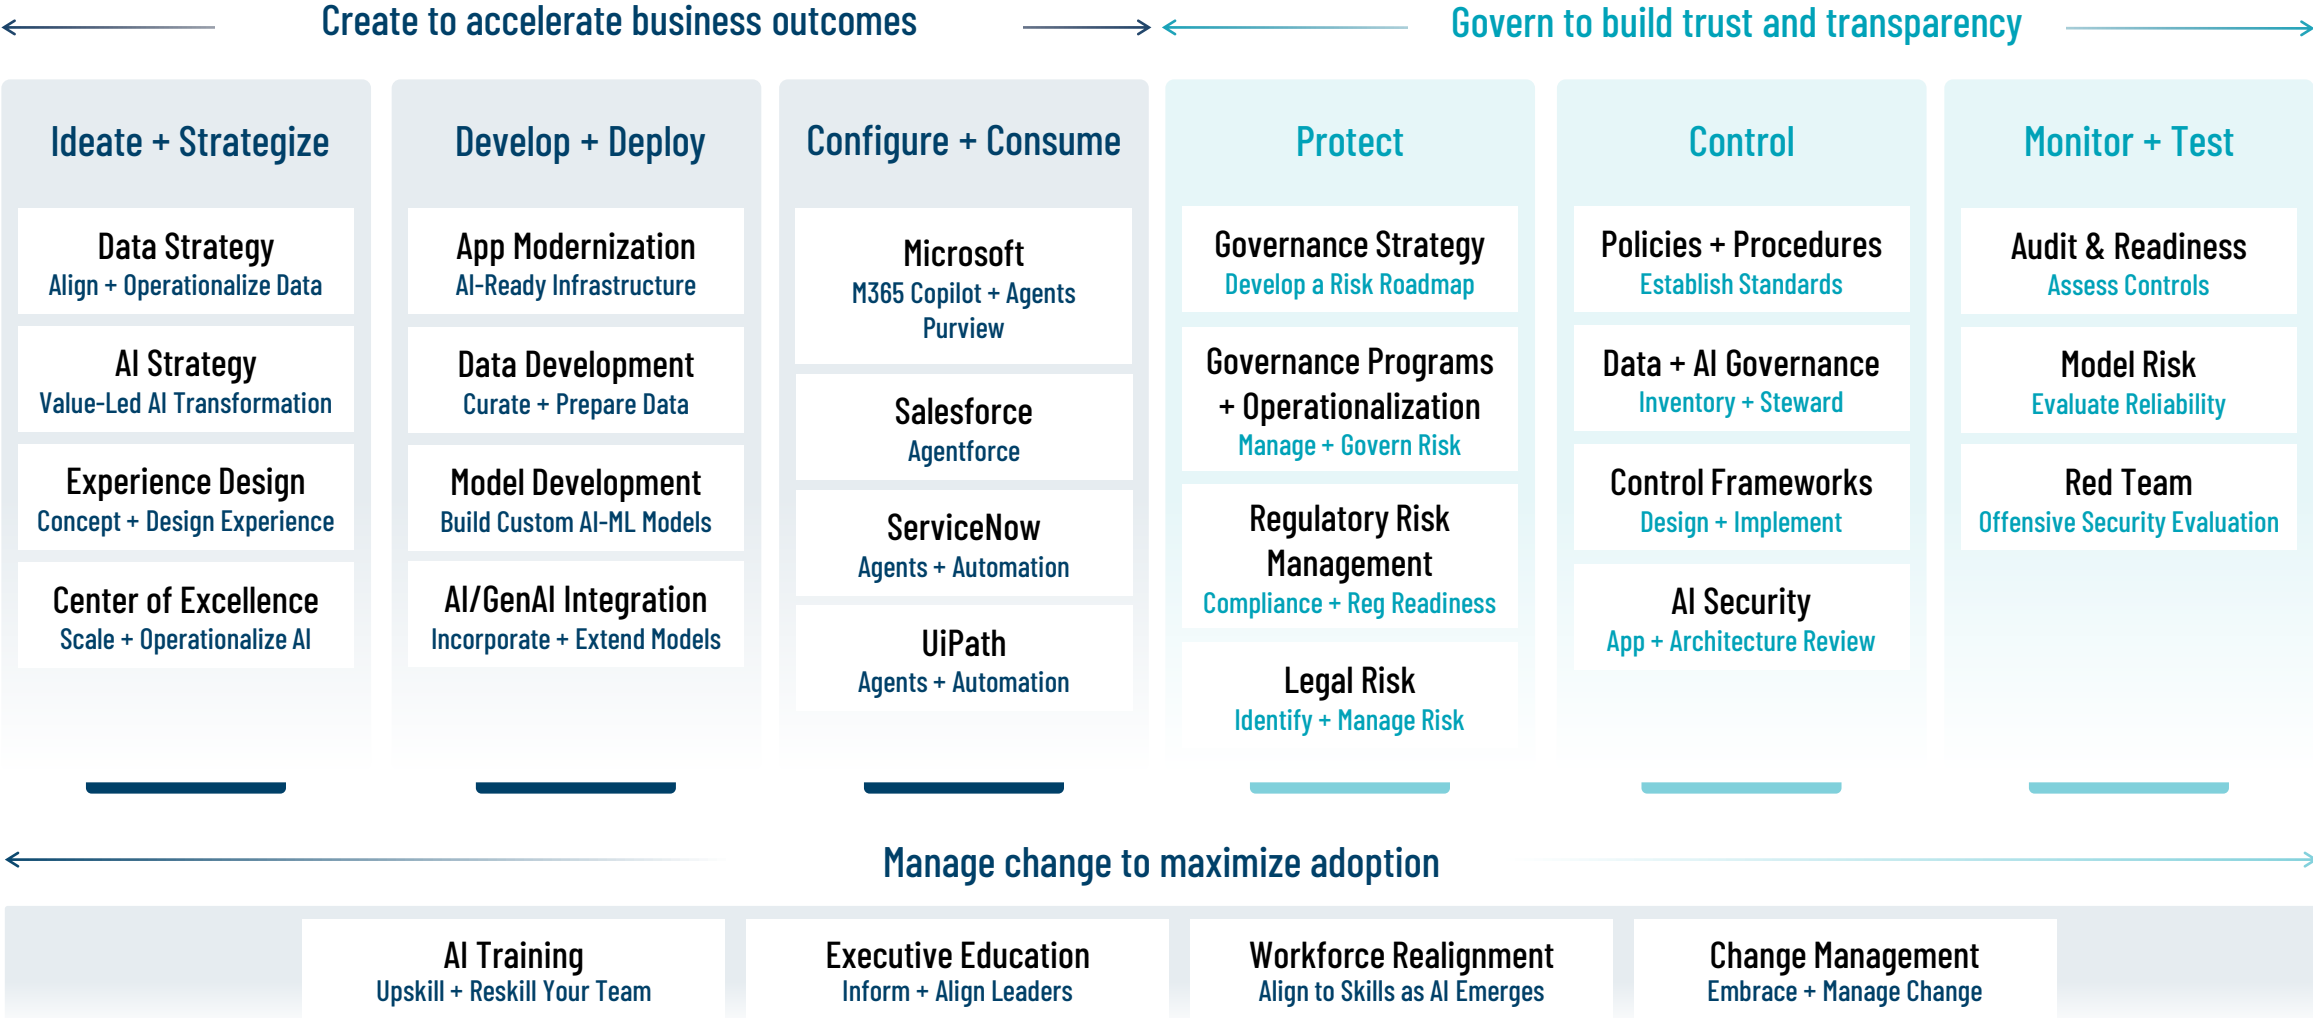 Create to accelerate business outcomes
Govern to build trust and transparency
Ideate + Strategize
Data Strategy
Align + Operationalize Data
AI Strategy
Value-Led AI Transformation
Experience Design
Concept + Design Experience
Center of Excellence
Scale + Operationalize AI
Develop + Deploy
App Modernization
AI-Ready Infrastructure
Data Development
Curate + Prepare Data
Model Development
Build Custom AI-ML Models
AI/GenAI Integration
Incorporate + Extend Models
Configure + Consume
Microsoft
M365 Copilot + Agents
Purview
Salesforce
Agentforce
ServiceNow
Agents + Automation
UiPath
Agents + Automation
Protect
Governance Strategy
Develop a Risk Roadmap
Governance Programs
+ Operationalization
Manage + Govern Risk
Regulatory Risk
Management
Compliance + Reg Readiness
Legal Risk
Identify + Manage Risk
Control
Policies + Procedures
Establish Standards
Data + AI Governance
Inventory + Steward
Control Frameworks
Design + Implement
AI Security
App + Architecture Review
Monitor + Test
Audit & Readiness
Assess Controls
Model Risk
Evaluate Reliability
Red Team
Offensive Security Evaluation
Manage change to maximize adoption
AI Training
Upskill + Reskill Your Team
Executive Education
Inform + Align Leaders
Workforce Realignment
Align to Skills as AI Emerges
Change Management
Embrace + Manage Change